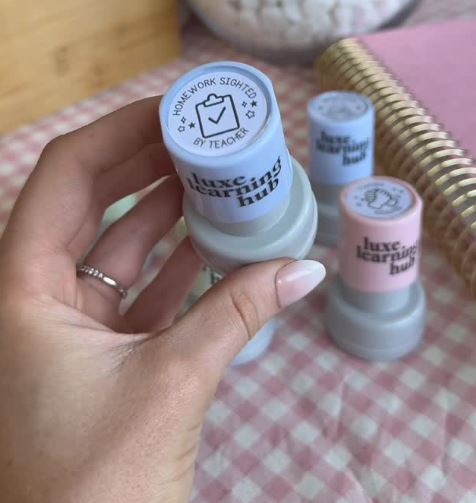 HOMEWORK SIGHTED
BY TEACHER
luxe
learning
hub
luxe
learning
hub
luxe
learning
hub